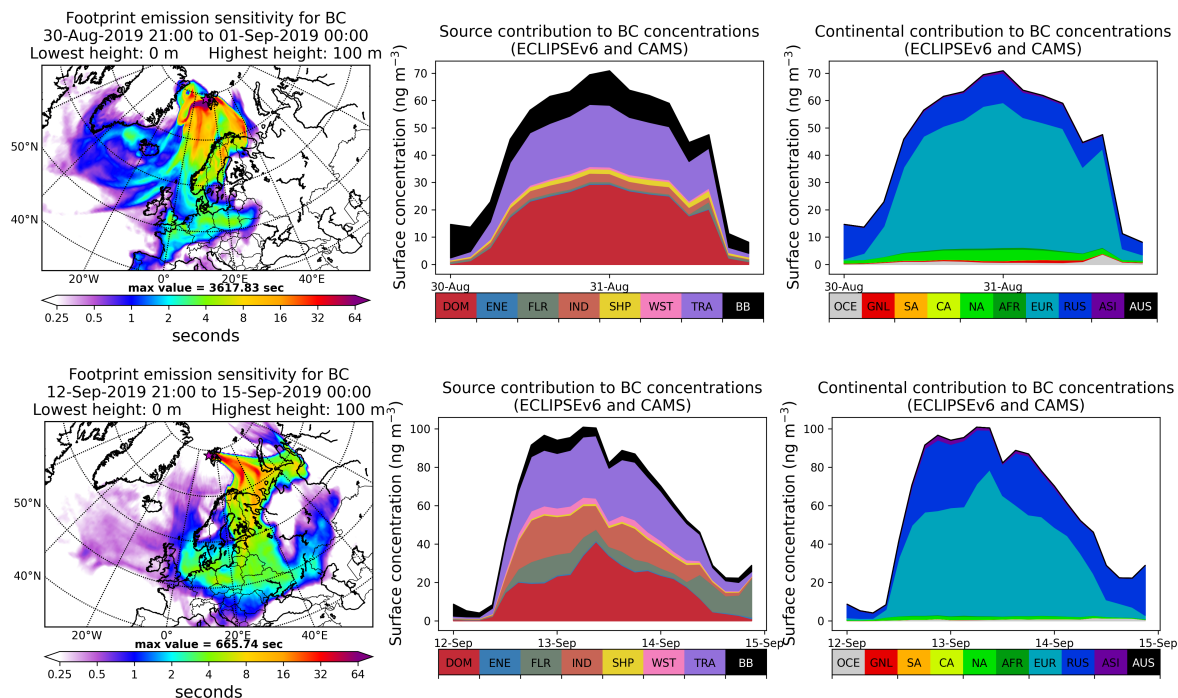 Footprint emission sensitivity for BC
30-Aug-2019 21:00 to 01-Sep-2019 00:00
Lowest height: 0 m Highest height: 100 m
50°N
40°N
20°W 0° 20°E 40°E
max value = 3617.83 sec
0.25 0.5 1 2 4 8 16 32 64
seconds
Source contribution to BC concentrations
(ECLIPSEv6 and CAMS)
Surface concentration (ng m⁻³)
70
60
50
40
30
20
10
0
30-Aug 31-Aug
DOM ENE FLR IND SHP WST TRA BB
Continental contribution to BC concentrations
(ECLIPSEv6 and CAMS)
Surface concentration (ng m⁻³)
70
60
50
40
30
20
10
0
30-Aug 31-Aug
OCE GNL SA CA NA AFR EUR RUS ASI AUS
Footprint emission sensitivity for BC
12-Sep-2019 21:00 to 15-Sep-2019 00:00
Lowest height: 0 m Highest height: 100 m
50°N
40°N
20°W 0° 20°E 40°E
max value = 665.74 sec
0.25 0.5 1 2 4 8 16 32 64
seconds
Source contribution to BC concentrations
(ECLIPSEv6 and CAMS)
Surface concentration (ng m⁻³)
100
80
60
40
20
0
12-Sep 13-Sep 14-Sep 15-Sep
DOM ENE FLR IND SHP WST TRA BB
Continental contribution to BC concentrations
(ECLIPSEv6 and CAMS)
Surface concentration (ng m⁻³)
100
80
60
40
20
0
12-Sep 13-Sep 14-Sep 15-Sep
OCE GNL SA CA NA AFR EUR RUS ASI AUS